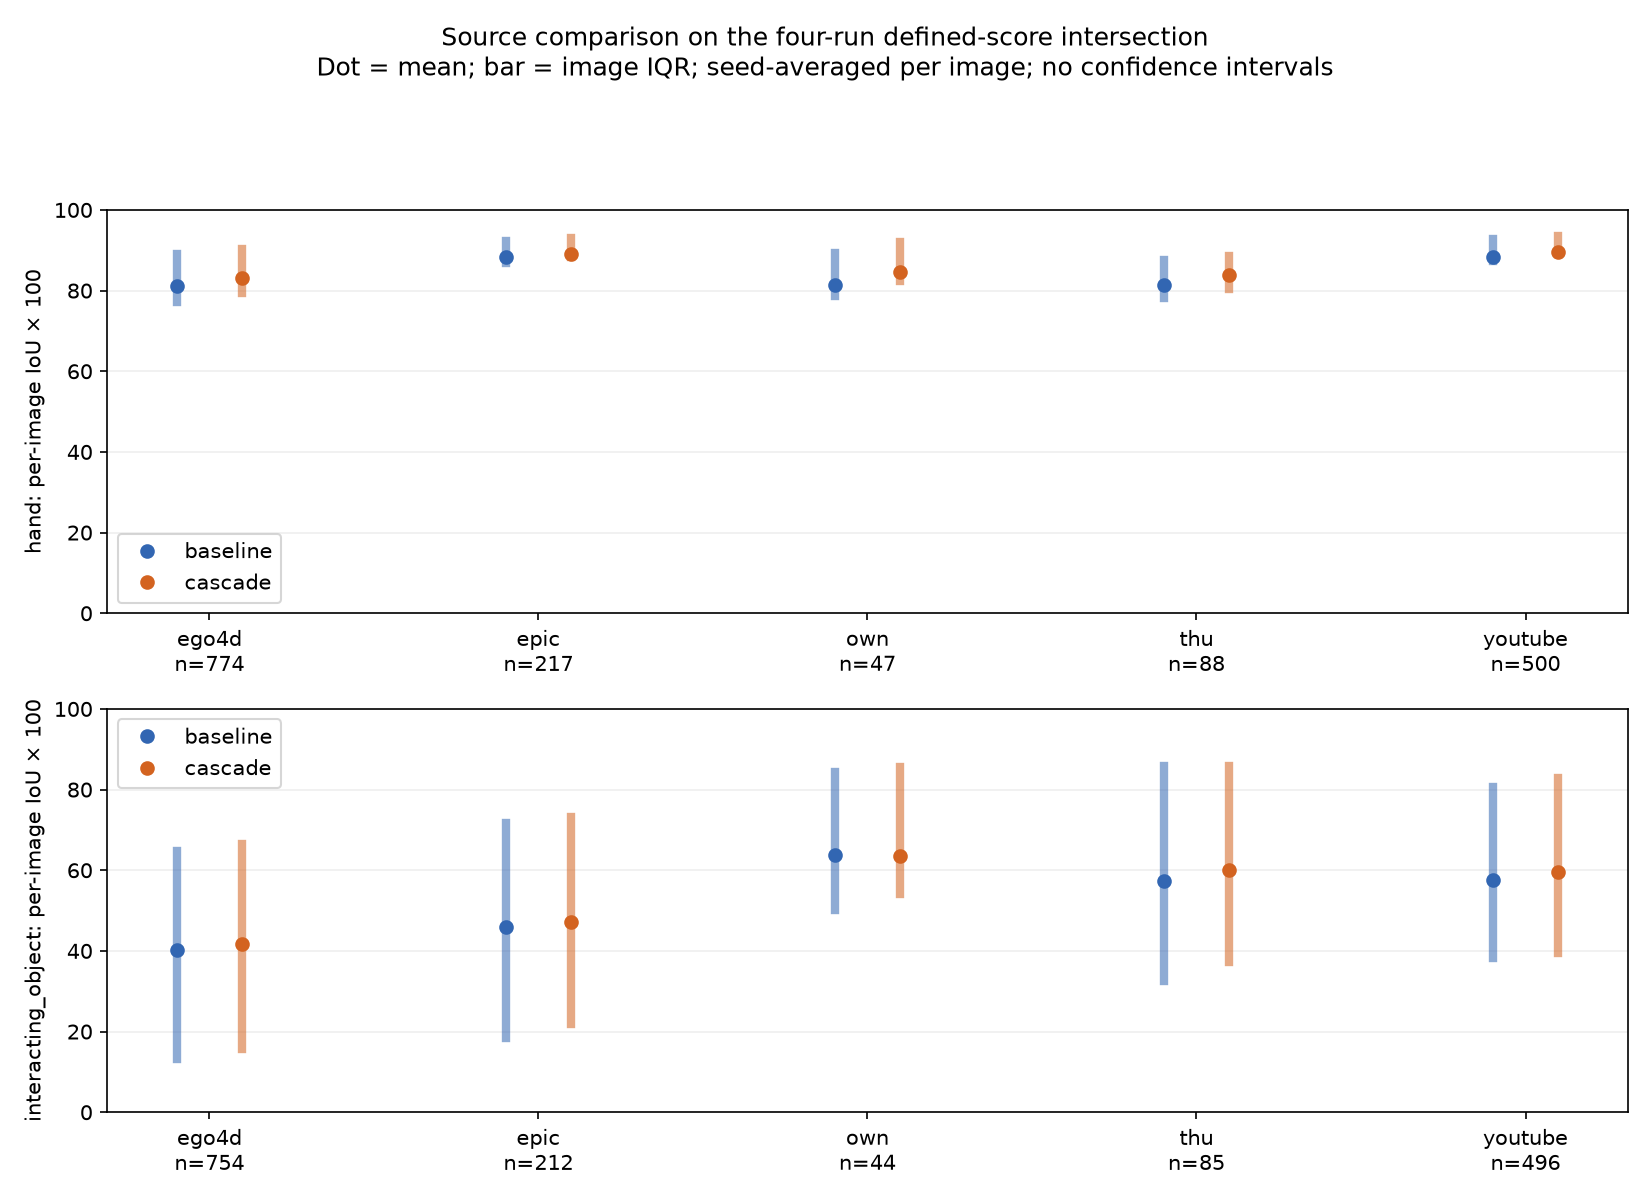 Source comparison on the four-run defined-score intersection
Dot = mean; bar = image IQR; seed-averaged per image; no confidence intervals
hand: per-image IoU × 100
100
80
60
40
20
0
baseline
cascade
ego4d
n=774
epic
n=217
own
n=47
thu
n=88
youtube
n=500
interacting_object: per-image IoU × 100
100
80
60
40
20
0
baseline
cascade
ego4d
n=754
epic
n=212
own
n=44
thu
n=85
youtube
n=496